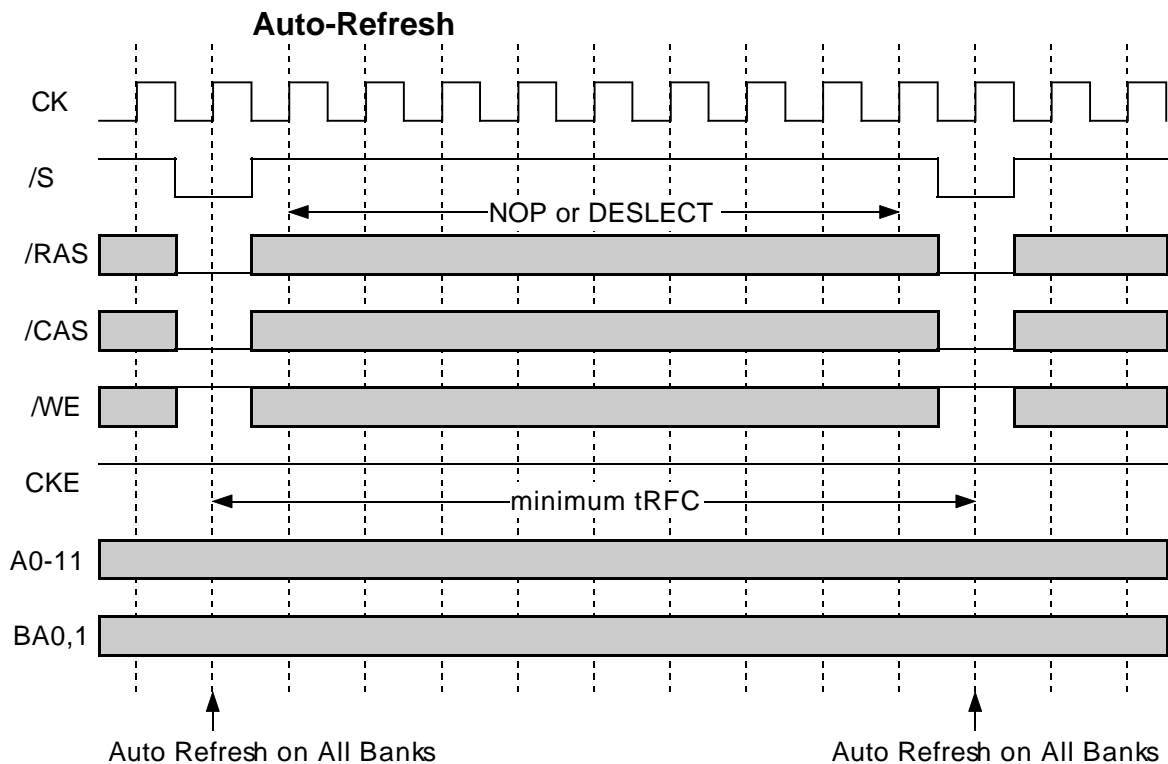 Auto-Refresh
CK
/S
NOP or DESLECT
/RAS
/CAS
/WE
CKE
minimum tRFC
A0-11
BA0,1
Auto Refresh on All Banks
Auto Refresh on All Banks